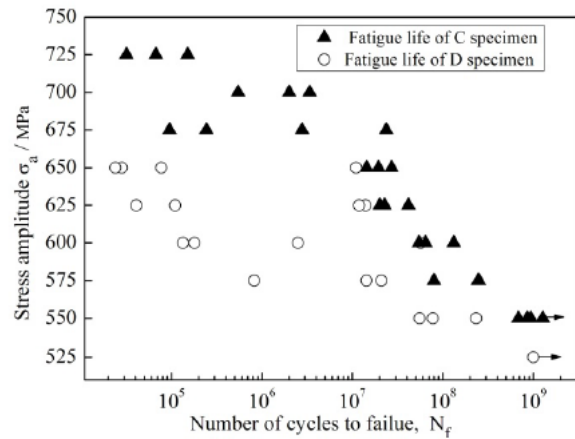 750
725
700
675
650
625
600
575
550
525
Stress amplitude σa / MPa
Fatigue life of C specimen
Fatigue life of D specimen
10^5 10^6 10^7 10^8 10^9
Number of cycles to failue, Nf